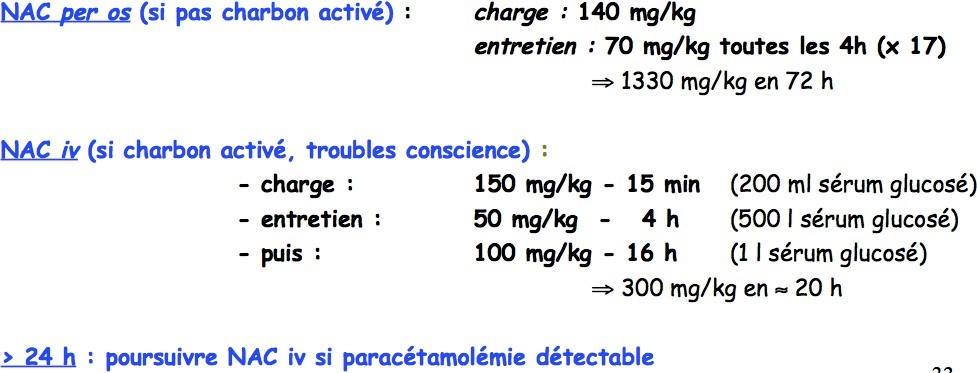 NAC per os (si pas charbon activé) : charge : 140 mg/kg
entretien : 70 mg/kg toutes les 4h (x 17)
⇒ 1330 mg/kg en 72 h
NAC iv (si charbon activé, troubles conscience) :
- charge : 150 mg/kg - 15 min (200 ml sérum glucosé)
- entretien : 50 mg/kg - 4 h (500 l sérum glucosé)
- puis : 100 mg/kg - 16 h (1 l sérum glucosé)
⇒ 300 mg/kg en ≈ 20 h
> 24 h : poursuivre NAC iv si paracétamolémie détectable